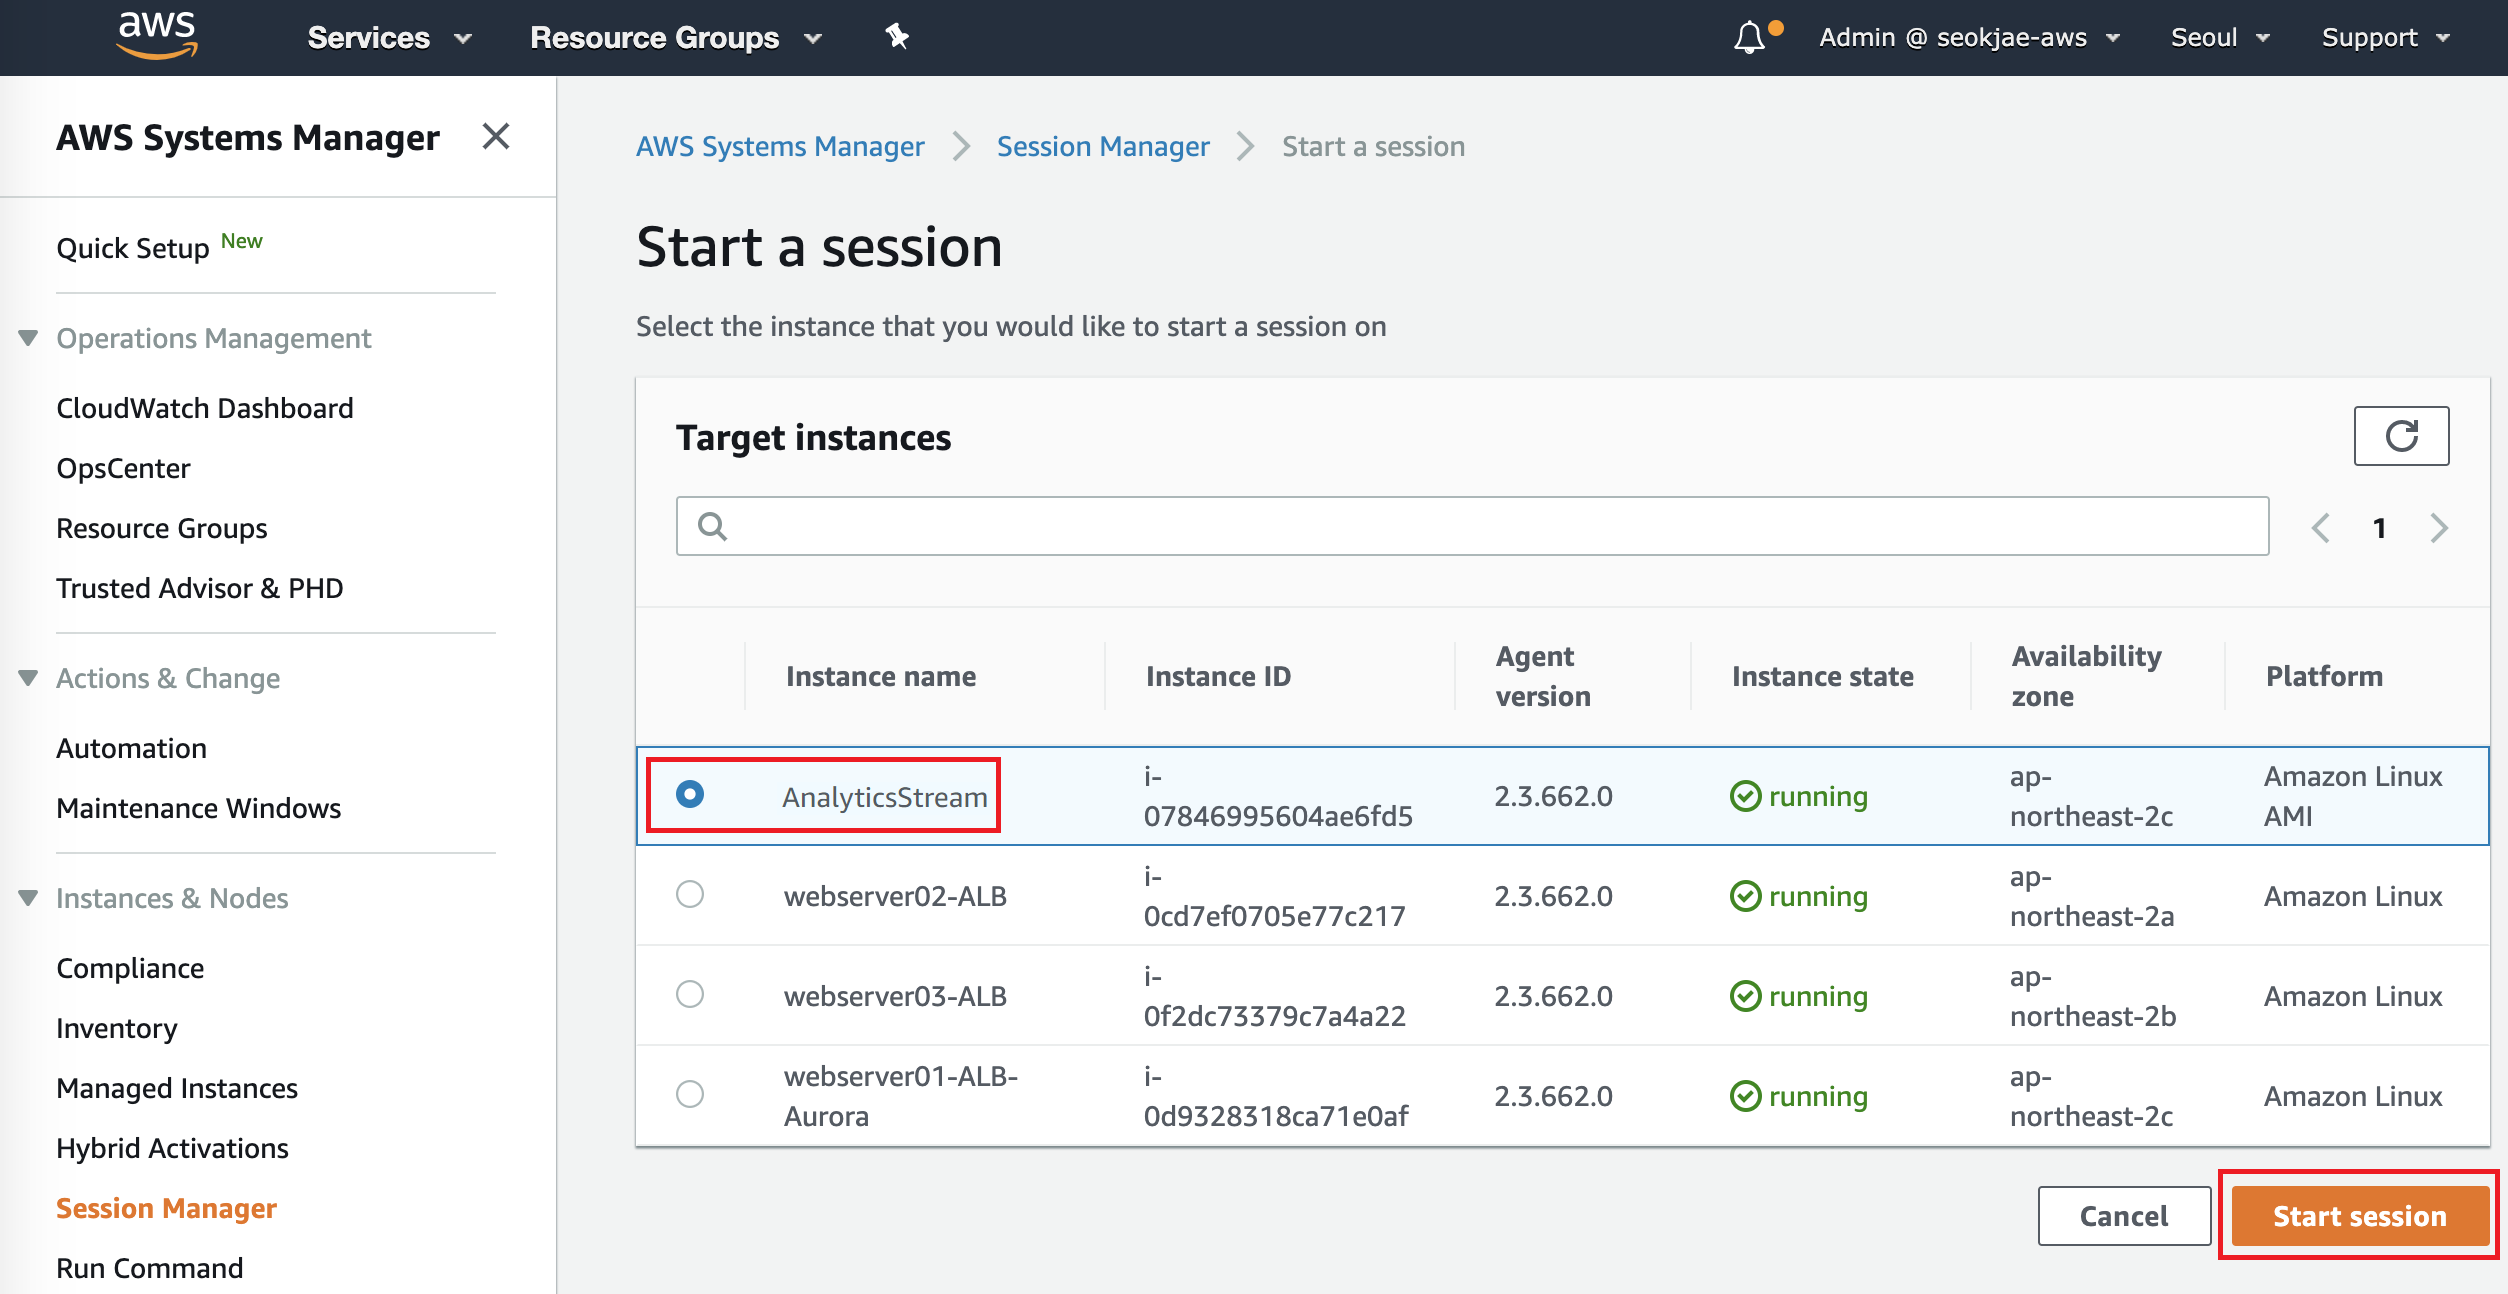 aws
Services
Resource Groups
Admin @ seokjae-aws
Seoul
Support
AWS Systems Manager
Quick Setup New
Operations Management
CloudWatch Dashboard
OpsCenter
Resource Groups
Trusted Advisor & PHD
Actions & Change
Automation
Maintenance Windows
Instances & Nodes
Compliance
Inventory
Managed Instances
Hybrid Activations
Session Manager
Run Command
AWS Systems Manager > Session Manager > Start a session
Start a session
Select the instance that you would like to start a session on
Target instances
1
Instance name
Instance ID
Agent
version
Instance state
Availability
zone
Platform
AnalyticsStream
i-
07846995604ae6fd5
2.3.662.0
running
ap-
northeast-2c
Amazon Linux
AMI
webserver02-ALB
i-
0cd7ef0705e77c217
2.3.662.0
running
ap-
northeast-2a
Amazon Linux
webserver03-ALB
i-
0f2dc73379c7a4a22
2.3.662.0
running
ap-
northeast-2b
Amazon Linux
webserver01-ALB-
Aurora
i-
0d9328318ca71e0af
2.3.662.0
running
ap-
northeast-2c
Amazon Linux
Cancel
Start session